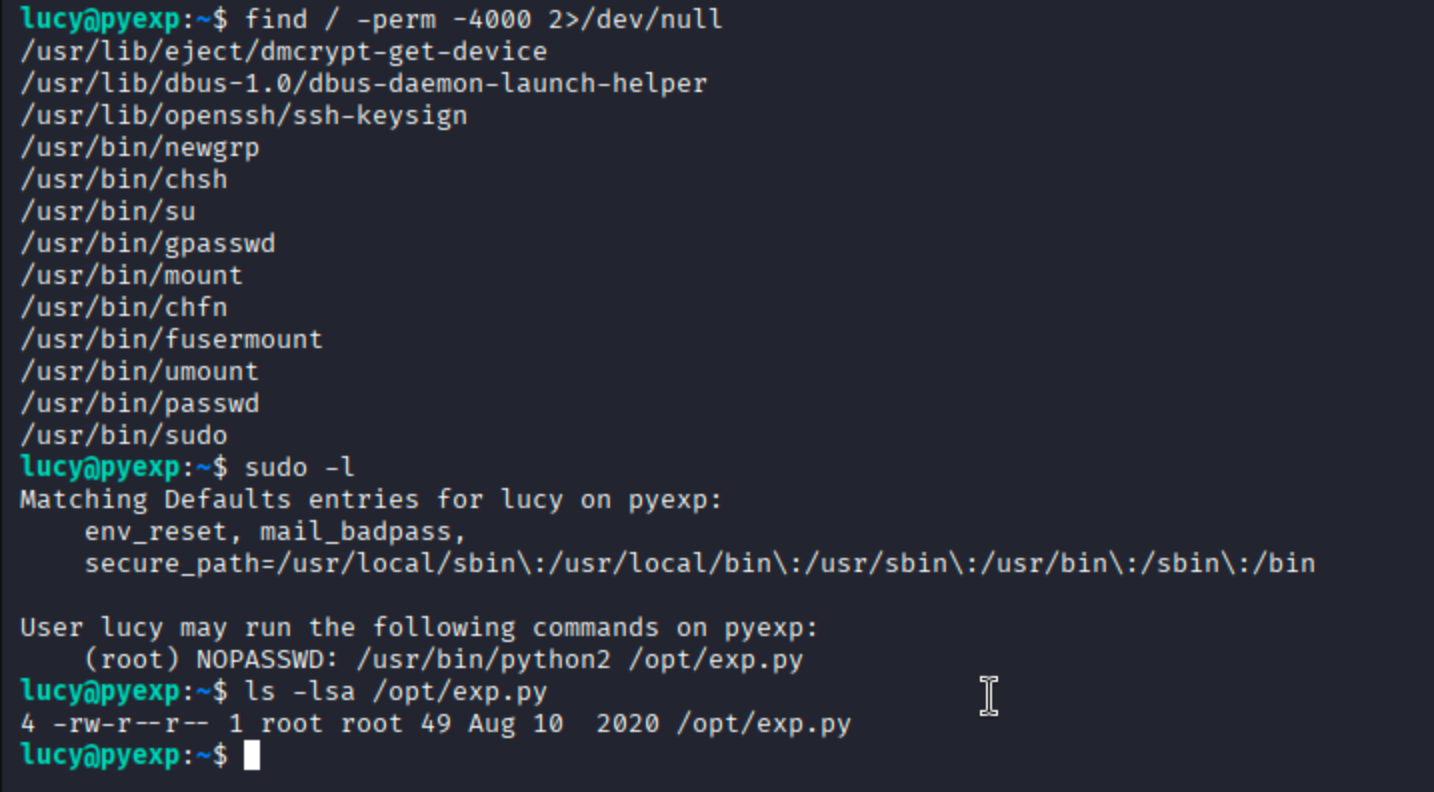 lucy@pyexp:~$ find / -perm -4000 2>/dev/null
/usr/lib/eject/dmcrypt-get-device
/usr/lib/dbus-1.0/dbus-daemon-launch-helper
/usr/lib/openssh/ssh-keysign
/usr/bin/newgrp
/usr/bin/chsh
/usr/bin/su
/usr/bin/gpasswd
/usr/bin/mount
/usr/bin/chfn
/usr/bin/fusermount
/usr/bin/umount
/usr/bin/passwd
/usr/bin/sudo
lucy@pyexp:~$ sudo -l
Matching Defaults entries for lucy on pyexp:
    env_reset, mail_badpass,
    secure_path=/usr/local/sbin\:/usr/local/bin\:/usr/sbin\:/usr/bin\:/sbin\:/bin

User lucy may run the following commands on pyexp:
    (root) NOPASSWD: /usr/bin/python2 /opt/exp.py
lucy@pyexp:~$ ls -lsa /opt/exp.py
4 -rw-r--r-- 1 root root 49 Aug 10  2020 /opt/exp.py
lucy@pyexp:~$